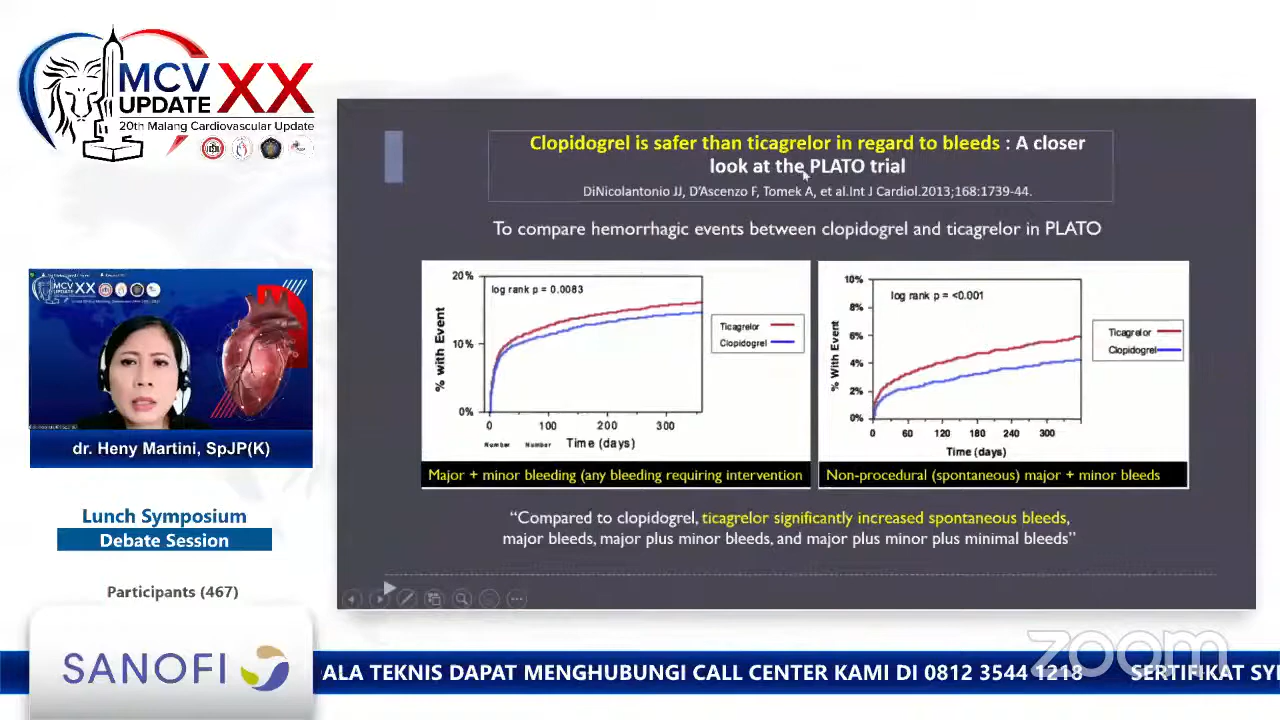 MCV
UPDATE
XX
20th Malang Cardiovascular Update
MCV XX
UPDATE
dr. Heny Martini, SpJP(K)
Lunch Symposium
Debate Session
Participants (467)
SANOFI
Clopidogrel is safer than ticagrelor in regard to bleeds : A closer
look at the PLATO trial
DiNicolantonio JJ, D'Ascenzo F, Tomek A, et al.Int J Cardiol.2013;168:1739-44.
To compare hemorrhagic events between clopidogrel and ticagrelor in PLATO
20%
10%
0%
% with Event
log rank p = 0.0083
0 100 200 300
Number Number Time (days)
Ticagrelor
Clopidogrel
Major + minor bleeding (any bleeding requiring intervention
10%
8%
6%
4%
2%
0%
% With Event
log rank p = <0.001
0 60 120 180 240 300
Time (days)
Ticagrelor
Clopidogrel
Non-procedural (spontaneous) major + minor bleeds
“Compared to clopidogrel, ticagrelor significantly increased spontaneous bleeds,
major bleeds, major plus minor bleeds, and major plus minor plus minimal bleeds”
zoom
ALA TEKNIS DAPAT MENGHUBUNGI CALL CENTER KAMI DI 0812 3544 1218 SERTIFIKAT SY